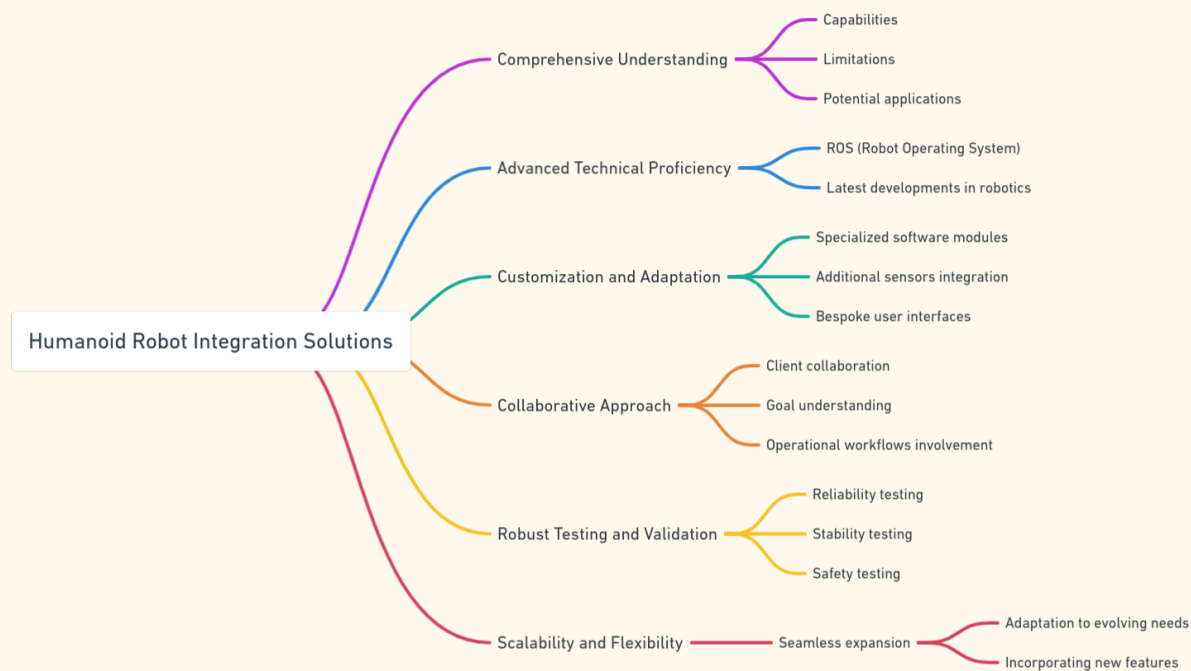 Humanoid Robot Integration Solutions
Comprehensive Understanding
Capabilities
Limitations
Potential applications
Advanced Technical Proficiency
ROS (Robot Operating System)
Latest developments in robotics
Customization and Adaptation
Specialized software modules
Additional sensors integration
Bespoke user interfaces
Collaborative Approach
Client collaboration
Goal understanding
Operational workflows involvement
Robust Testing and Validation
Reliability testing
Stability testing
Safety testing
Scalability and Flexibility
Seamless expansion
Adaptation to evolving needs
Incorporating new features